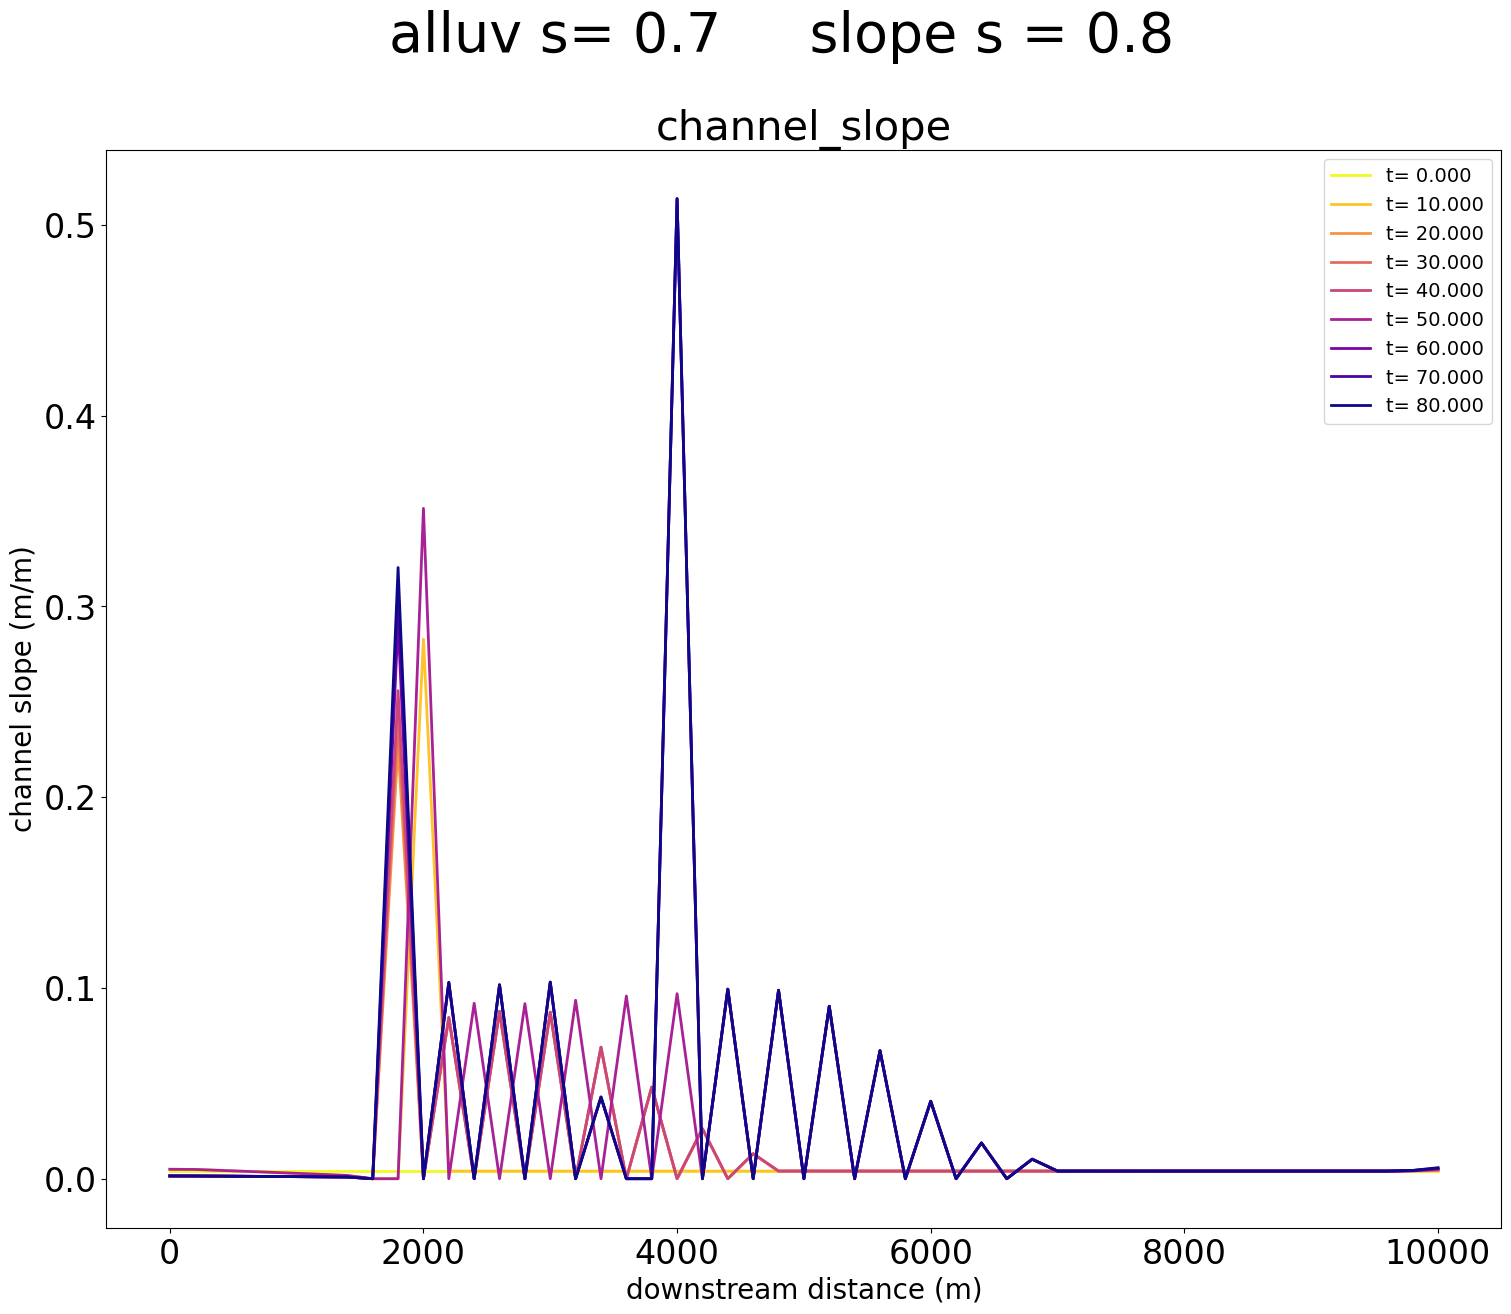 alluv s= 0.7 slope s = 0.8
channel_slope
t= 0.000
t= 10.000
t= 20.000
t= 30.000
t= 40.000
t= 50.000
t= 60.000
t= 70.000
t= 80.000
channel slope (m/m)
0.5
0.4
0.3
0.2
0.1
0.0
0 2000 4000 6000 8000 10000
downstream distance (m)